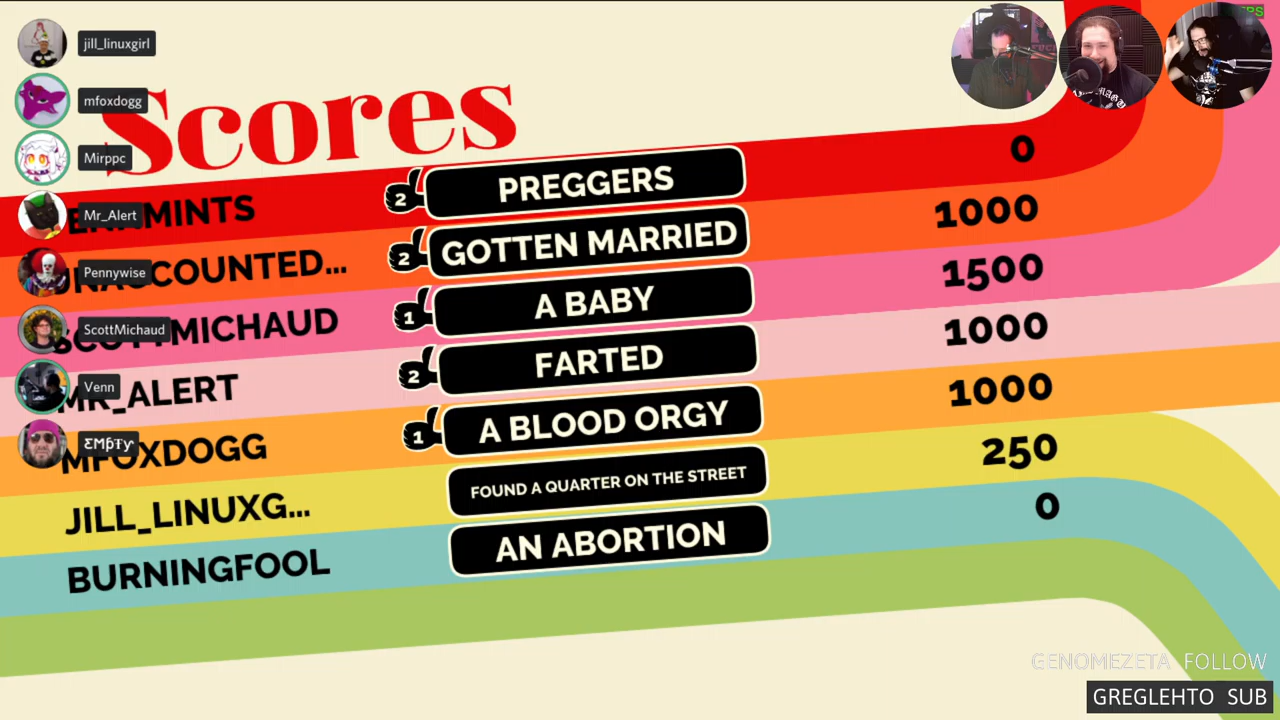 jill_linuxgirl
mfoxdogg
Mirppc
Mr_Alert
Pennywise
ScottMichaud
Venn
ƸMϸŦƴ
Scores
2 PREGGERS 0
2 GOTTEN MARRIED 1000
SCOTTMICHAUD 1 A BABY 1500
MR_ALERT 2 FARTED 1000
MFOXDOGG 1 A BLOOD ORGY 1000
JILL_LINUXG... FOUND A QUARTER ON THE STREET 250
BURNINGFOOL AN ABORTION 0
GENOMEZETA FOLLOW
GREGLEHTO SUB